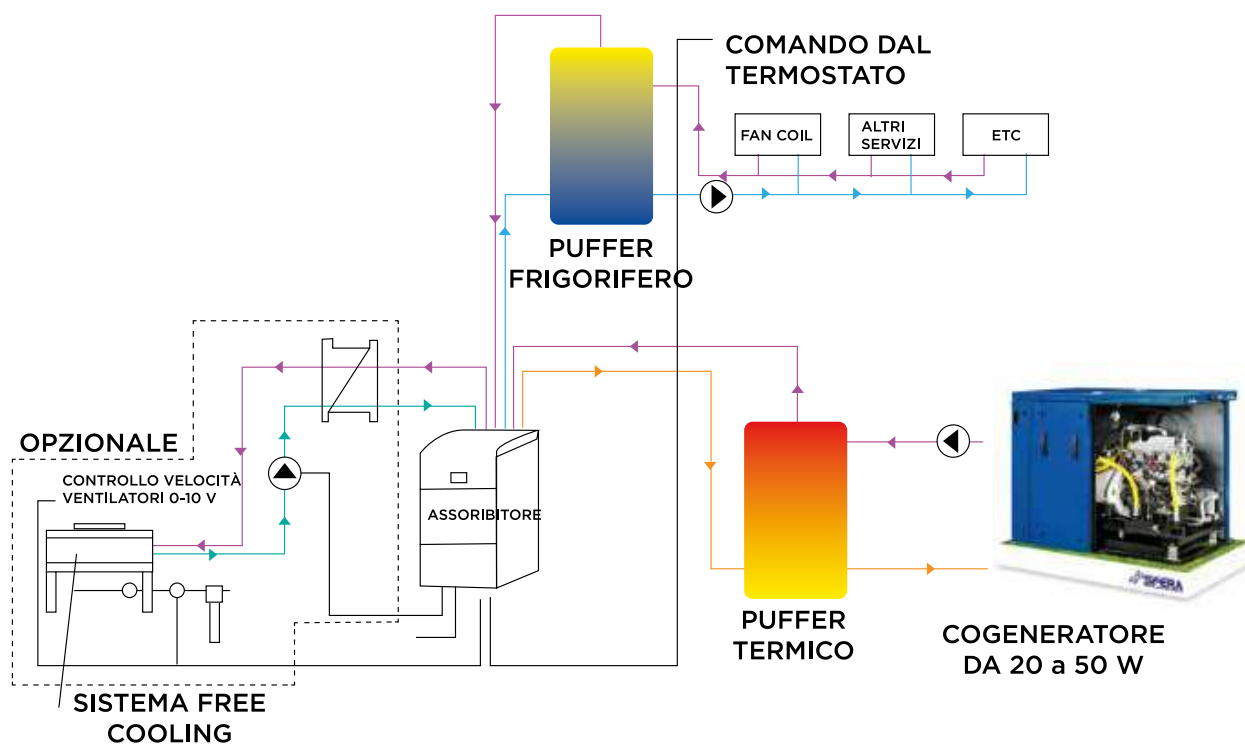 COMANDO DAL
TERMOSTATO
FAN COIL
ALTRI
SERVIZI
ETC
PUFFER
FRIGORIFERO
OPZIONALE
CONTROLLO VELOCITÀ
VENTILATORI 0-10 V
ASSORIBITORE
SPERA
PUFFER
TERMICO
COGENERATORE
DA 20 a 50 W
SISTEMA FREE
COOLING